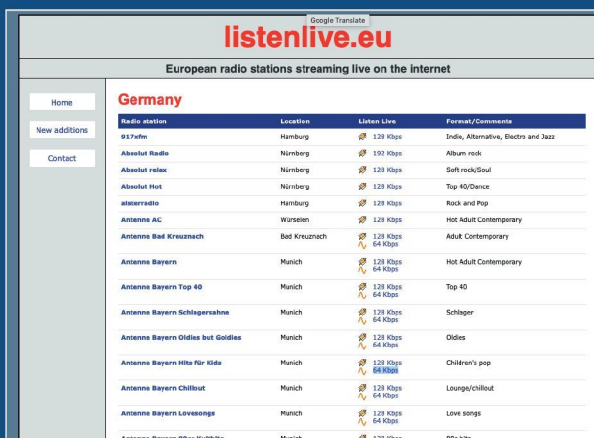 Google Translate
listenlive.eu
European radio stations streaming live on the internet
Home
New additions
Contact
Germany
Radio station Location Listen Live Format/Comments
917xfm Hamburg 128 Kbps Indie, Alternative, Electro and Jazz
Absolut Radio Nürnberg 192 Kbps Album rock
Absolut relax Nürnberg 128 Kbps Soft rock/Soul
Absolut Hot Nürnberg 128 Kbps Top 40/Dance
alsterradio Hamburg 128 Kbps Rock and Pop
Antenne AC Würselen 128 Kbps Hot Adult Contemporary
Antenne Bad Kreuznach Bad Kreuznach 128 Kbps Adult Contemporary
64 Kbps
Antenne Bayern Munich 128 Kbps Hot Adult Contemporary
64 Kbps
Antenne Bayern Top 40 Munich 128 Kbps Top 40
64 Kbps
Antenne Bayern Schlagersahne Munich 128 Kbps Schlager
64 Kbps
Antenne Bayern Oldies but Goldies Munich 128 Kbps Oldies
64 Kbps
Antenne Bayern Hits für Kids Munich 128 Kbps Children's pop
64 Kbps
Antenne Bayern Chillout Munich 128 Kbps Lounge/chillout
64 Kbps
Antenne Bayern Lovesongs Munich 128 Kbps Love songs
64 Kbps